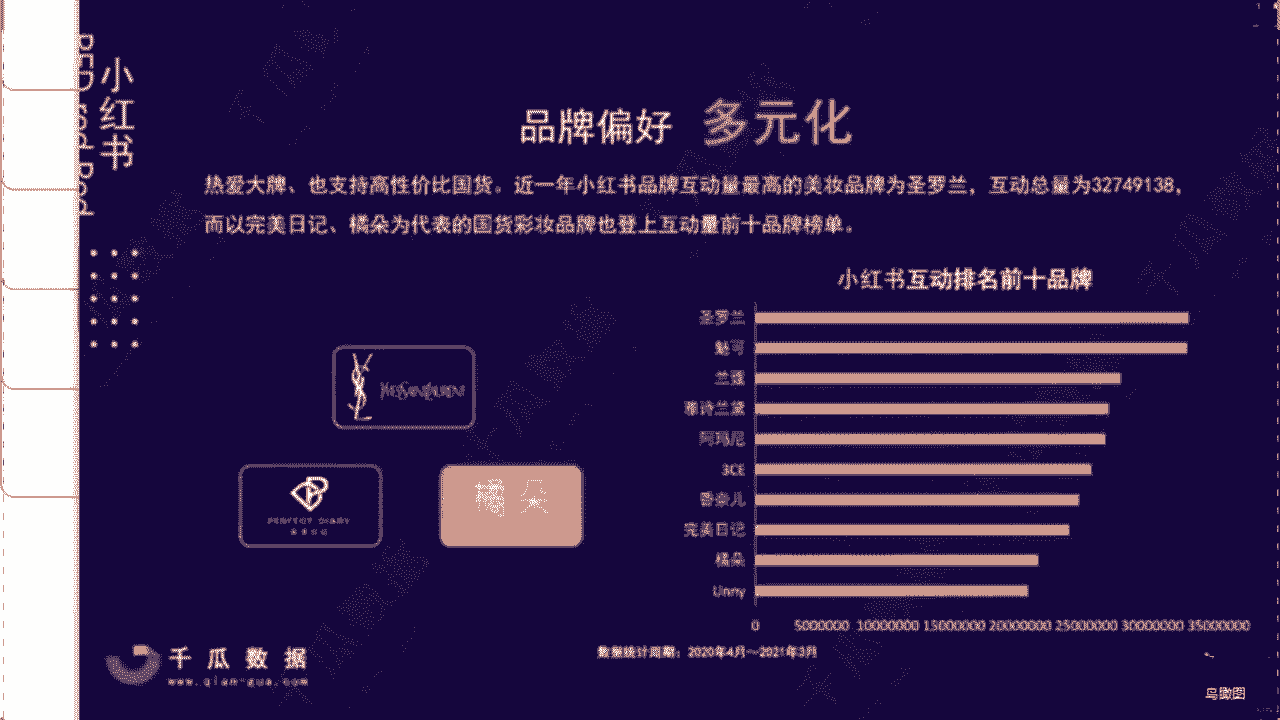 小红书
品牌偏好 多元化
热爱大牌、也支持高性价比国货。近一年小红书品牌互动量最高的美妆品牌为圣罗兰，互动总量为32749138，
而以完美日记、橘朵为代表的国货彩妆品牌也登上互动量前十品牌榜单。
小红书互动排名前十品牌
圣罗兰
魅可
兰蔻
雅诗兰黛
阿玛尼
3CE
香奈儿
完美日记
橘朵
Unny
0 5000000 10000000 15000000 20000000 25000000 30000000 35000000
YvesSaintLaurent
PERFECT DIARY
完美日记
橘朵
数据统计周期：2020年4月～2021年3月
千瓜数据
www.qian-gua.com
鸟瞰图